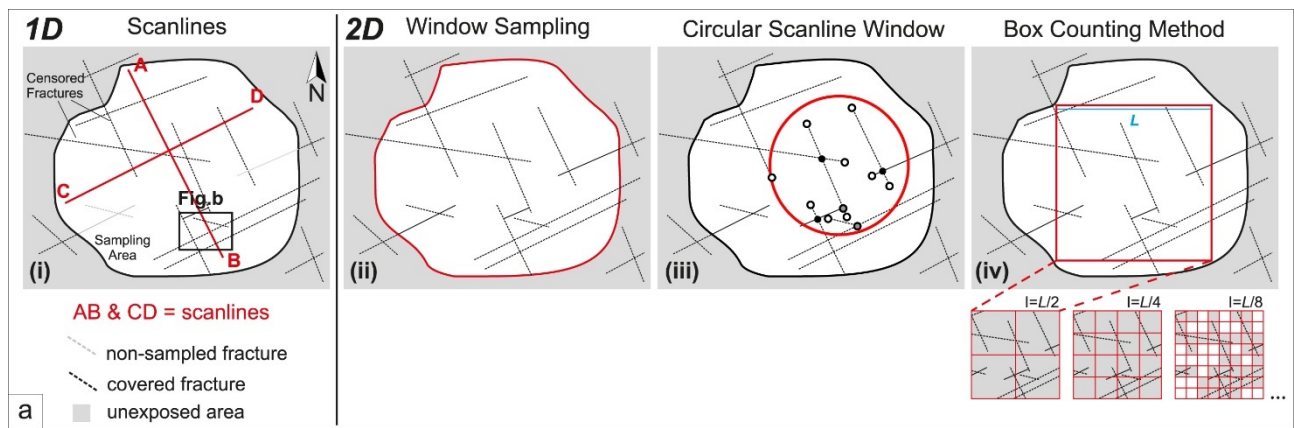 1D Scanlines
2D Window Sampling
Circular Scanline Window
Box Counting Method
Censored
Fractures
A
D
N
C
Fig.b
Sampling
Area
B
(i)
(ii)
(iii)
L
(iv)
AB & CD = scanlines
non-sampled fracture
covered fracture
unexposed area
l=L/2
l=L/4
l=L/8
...
a